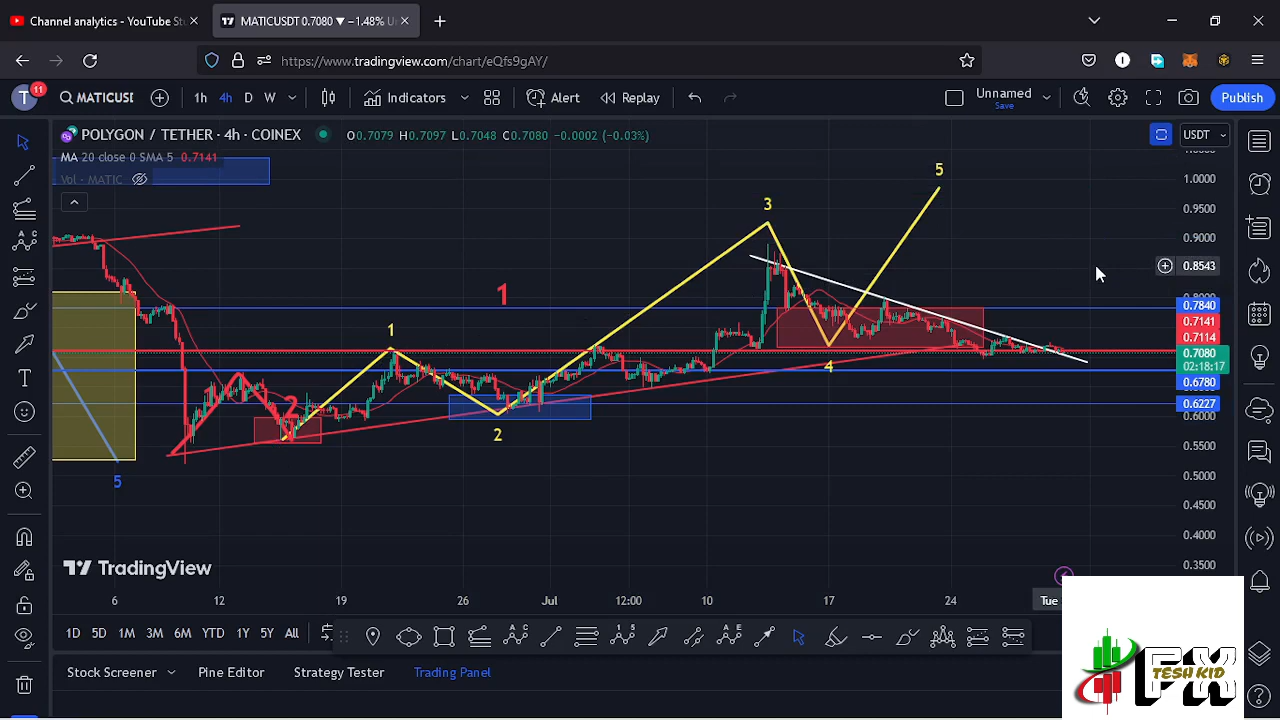 Channel analytics - YouTube St
MATICUSDT 0.7080 ▼ −1.48% U
https://www.tradingview.com/chart/eQfs9gAY/
T 11 MATICUSI 1h 4h D W Indicators Alert Replay Unnamed Save Publish
POLYGON / TETHER · 4h · COINEX O0.7079 H0.7097 L0.7048 C0.7080 -0.0002 (-0.03%) USDT
MA 20 close 0 SMA 5 0.7141
Vol · MATIC
1.0000
0.9500
0.9000
0.8543
0.7840
0.7141
0.7114
0.7080
02:18:17
0.6780
0.6227
0.6000
0.5500
0.5000
0.4500
0.4000
0.3500
5
3
1
1
2
4
2
5
TradingView
6 12 19 26 Jul 12:00 10 17 24 Tue
1D 5D 1M 3M 6M YTD 1Y 5Y All
Stock Screener Pine Editor Strategy Tester Trading Panel
FX
TESH KID